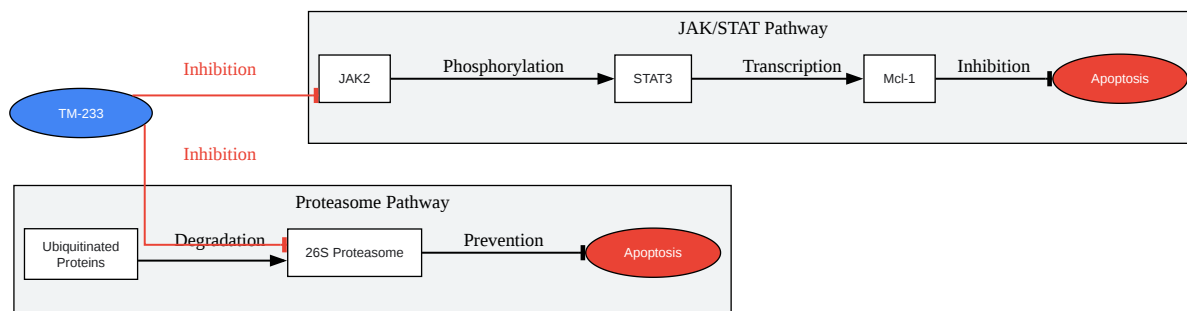 JAK/STAT Pathway
Inhibition
JAK2
Phosphorylation
STAT3
Transcription
Mcl-1
Inhibition
Apoptosis
TM-233
Inhibition
Proteasome Pathway
Ubiquitinated
Proteins
Degradation
26S Proteasome
Prevention
Apoptosis